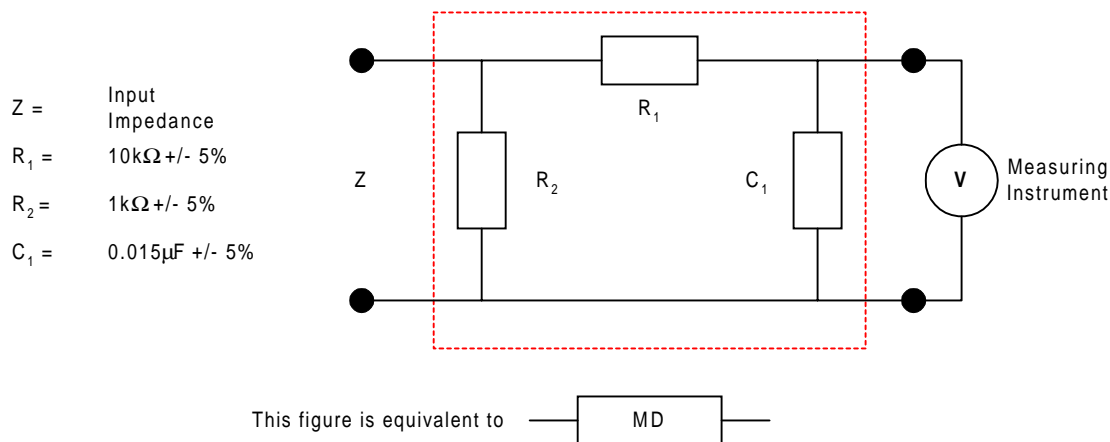 Z = Input
Impedance
R₁ = 10kΩ +/- 5%
R₂ = 1kΩ +/- 5%
C₁ = 0.015µF +/- 5%
Z
R₂
R₁
C₁
V
Measuring
Instrument
This figure is equivalent to MD